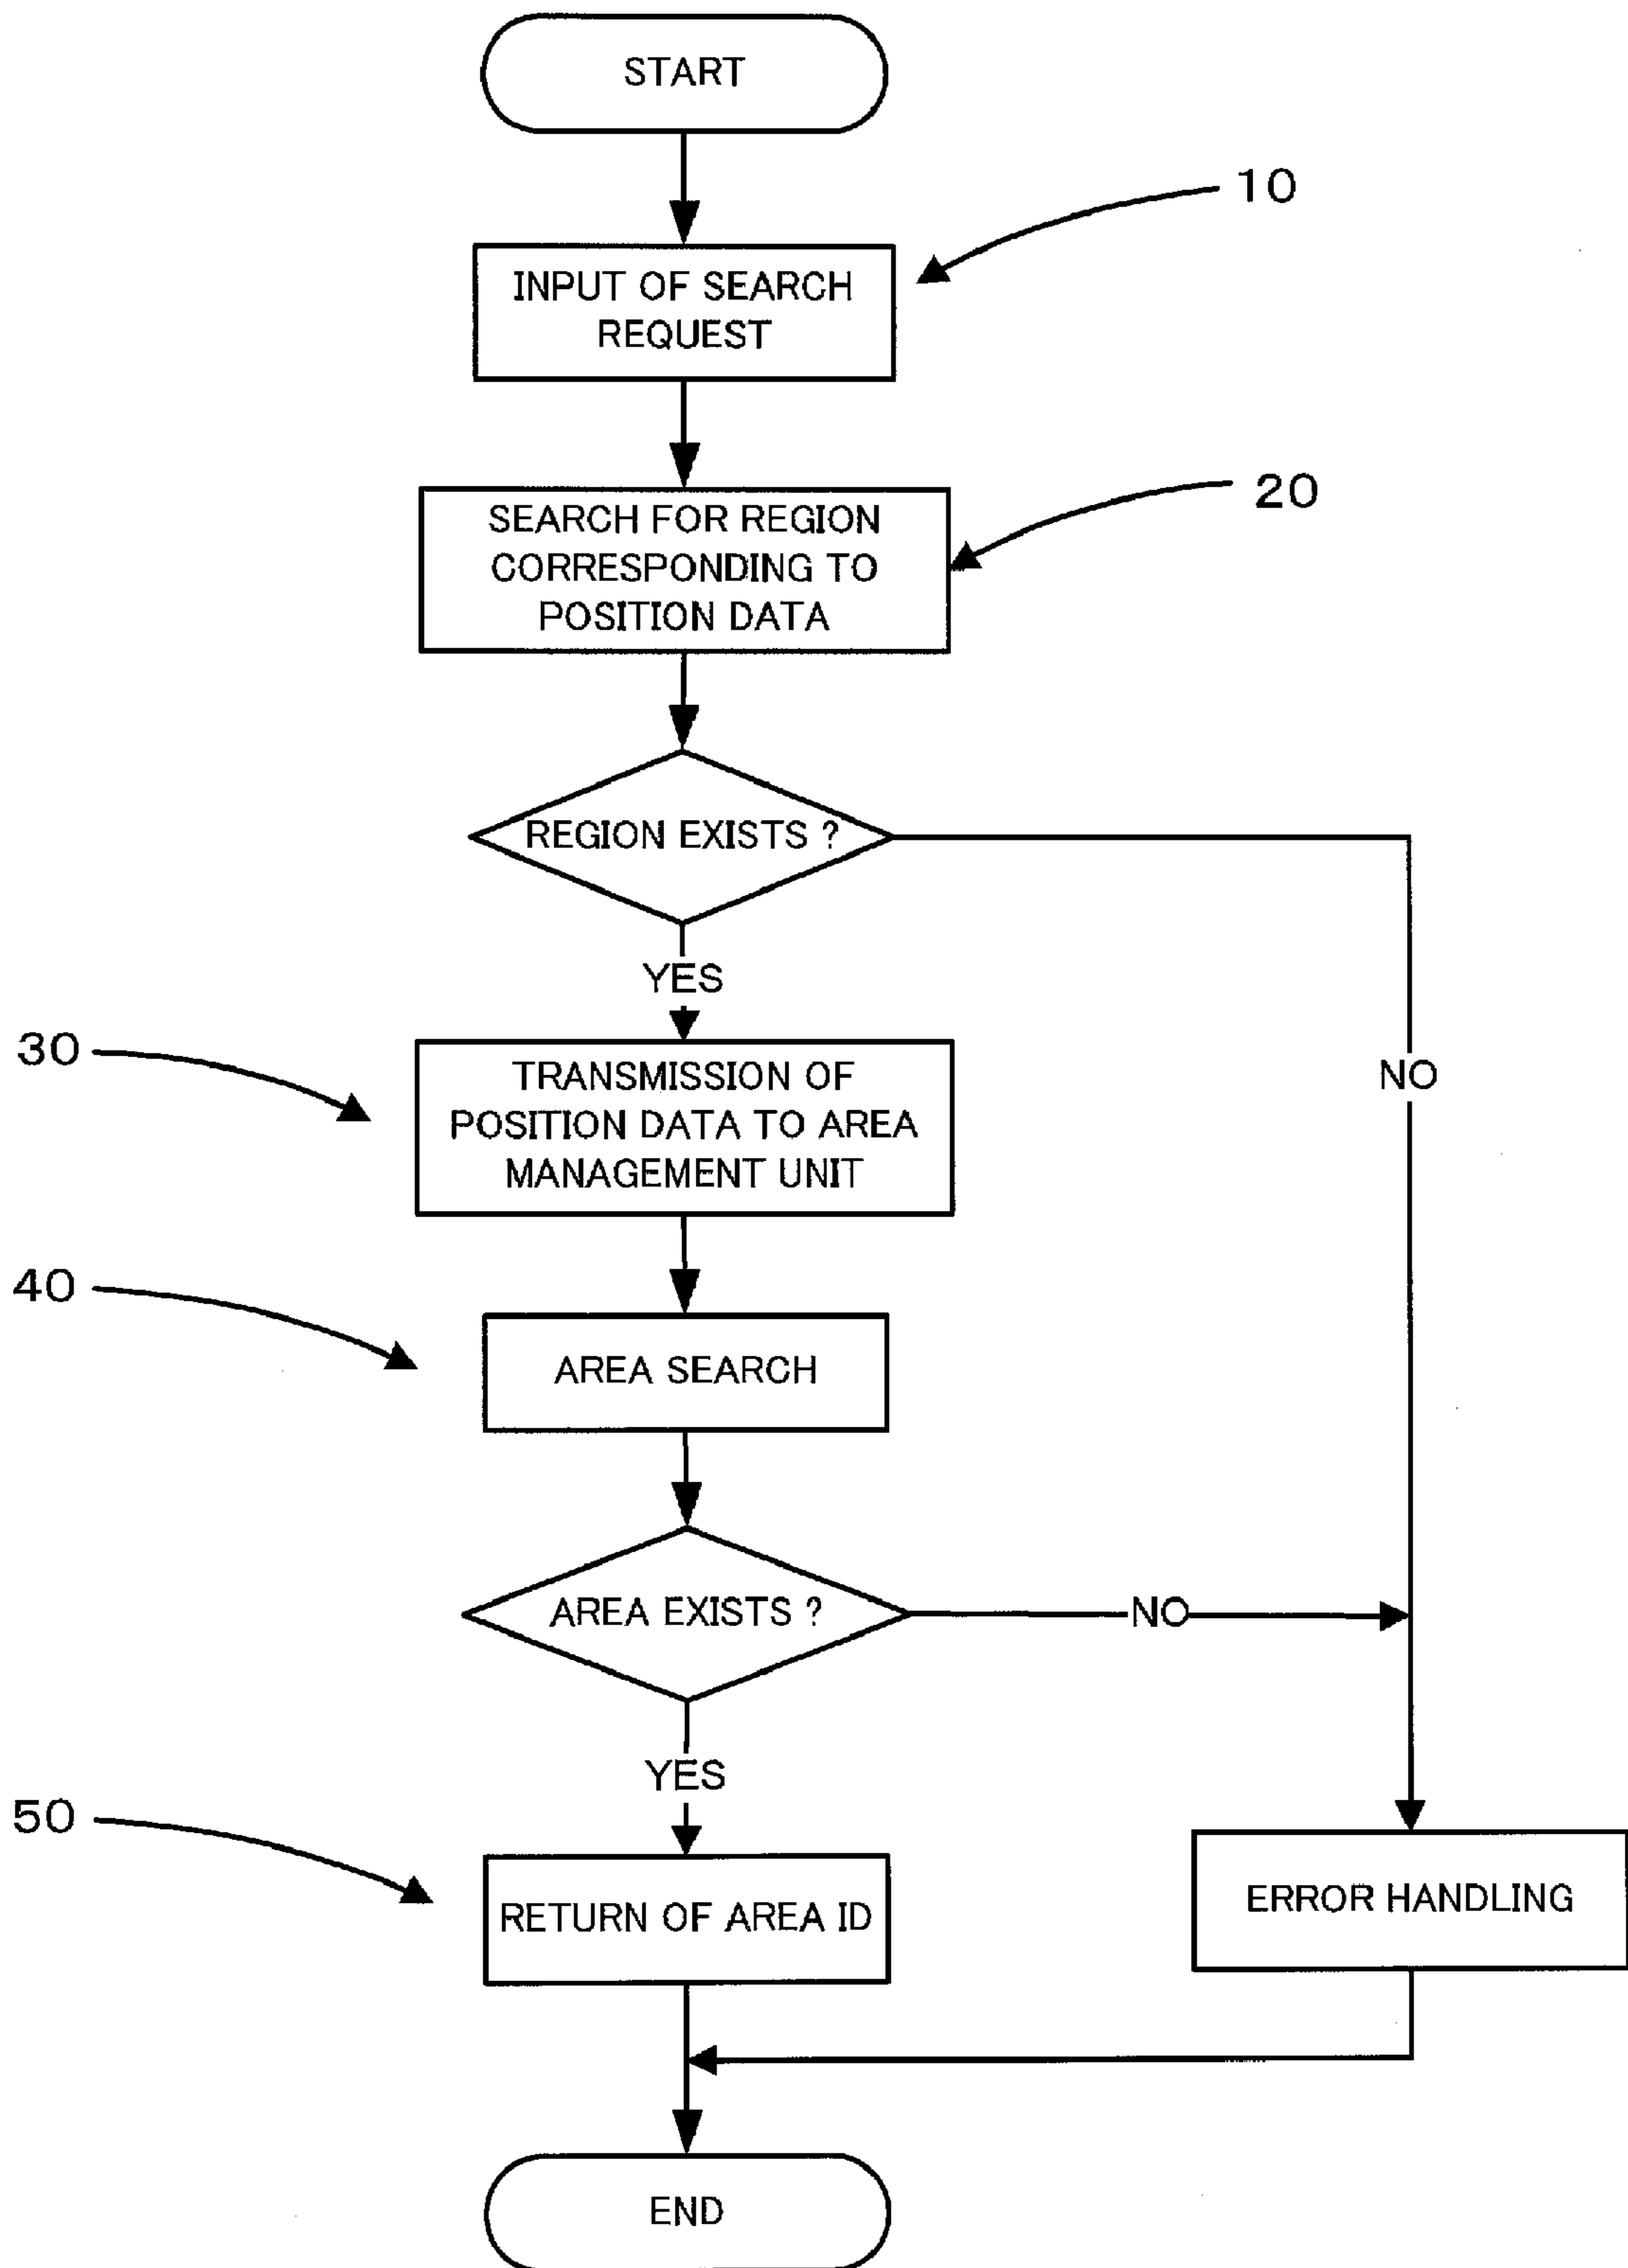 START
10
INPUT OF SEARCH
REQUEST
20
SEARCH FOR REGION
CORRESPONDING TO
POSITION DATA
REGION EXISTS ?
YES
NO
30
TRANSMISSION OF
POSITION DATA TO AREA
MANAGEMENT UNIT
40
AREA SEARCH
AREA EXISTS ?
NO
YES
50
RETURN OF AREA ID
ERROR HANDLING
END